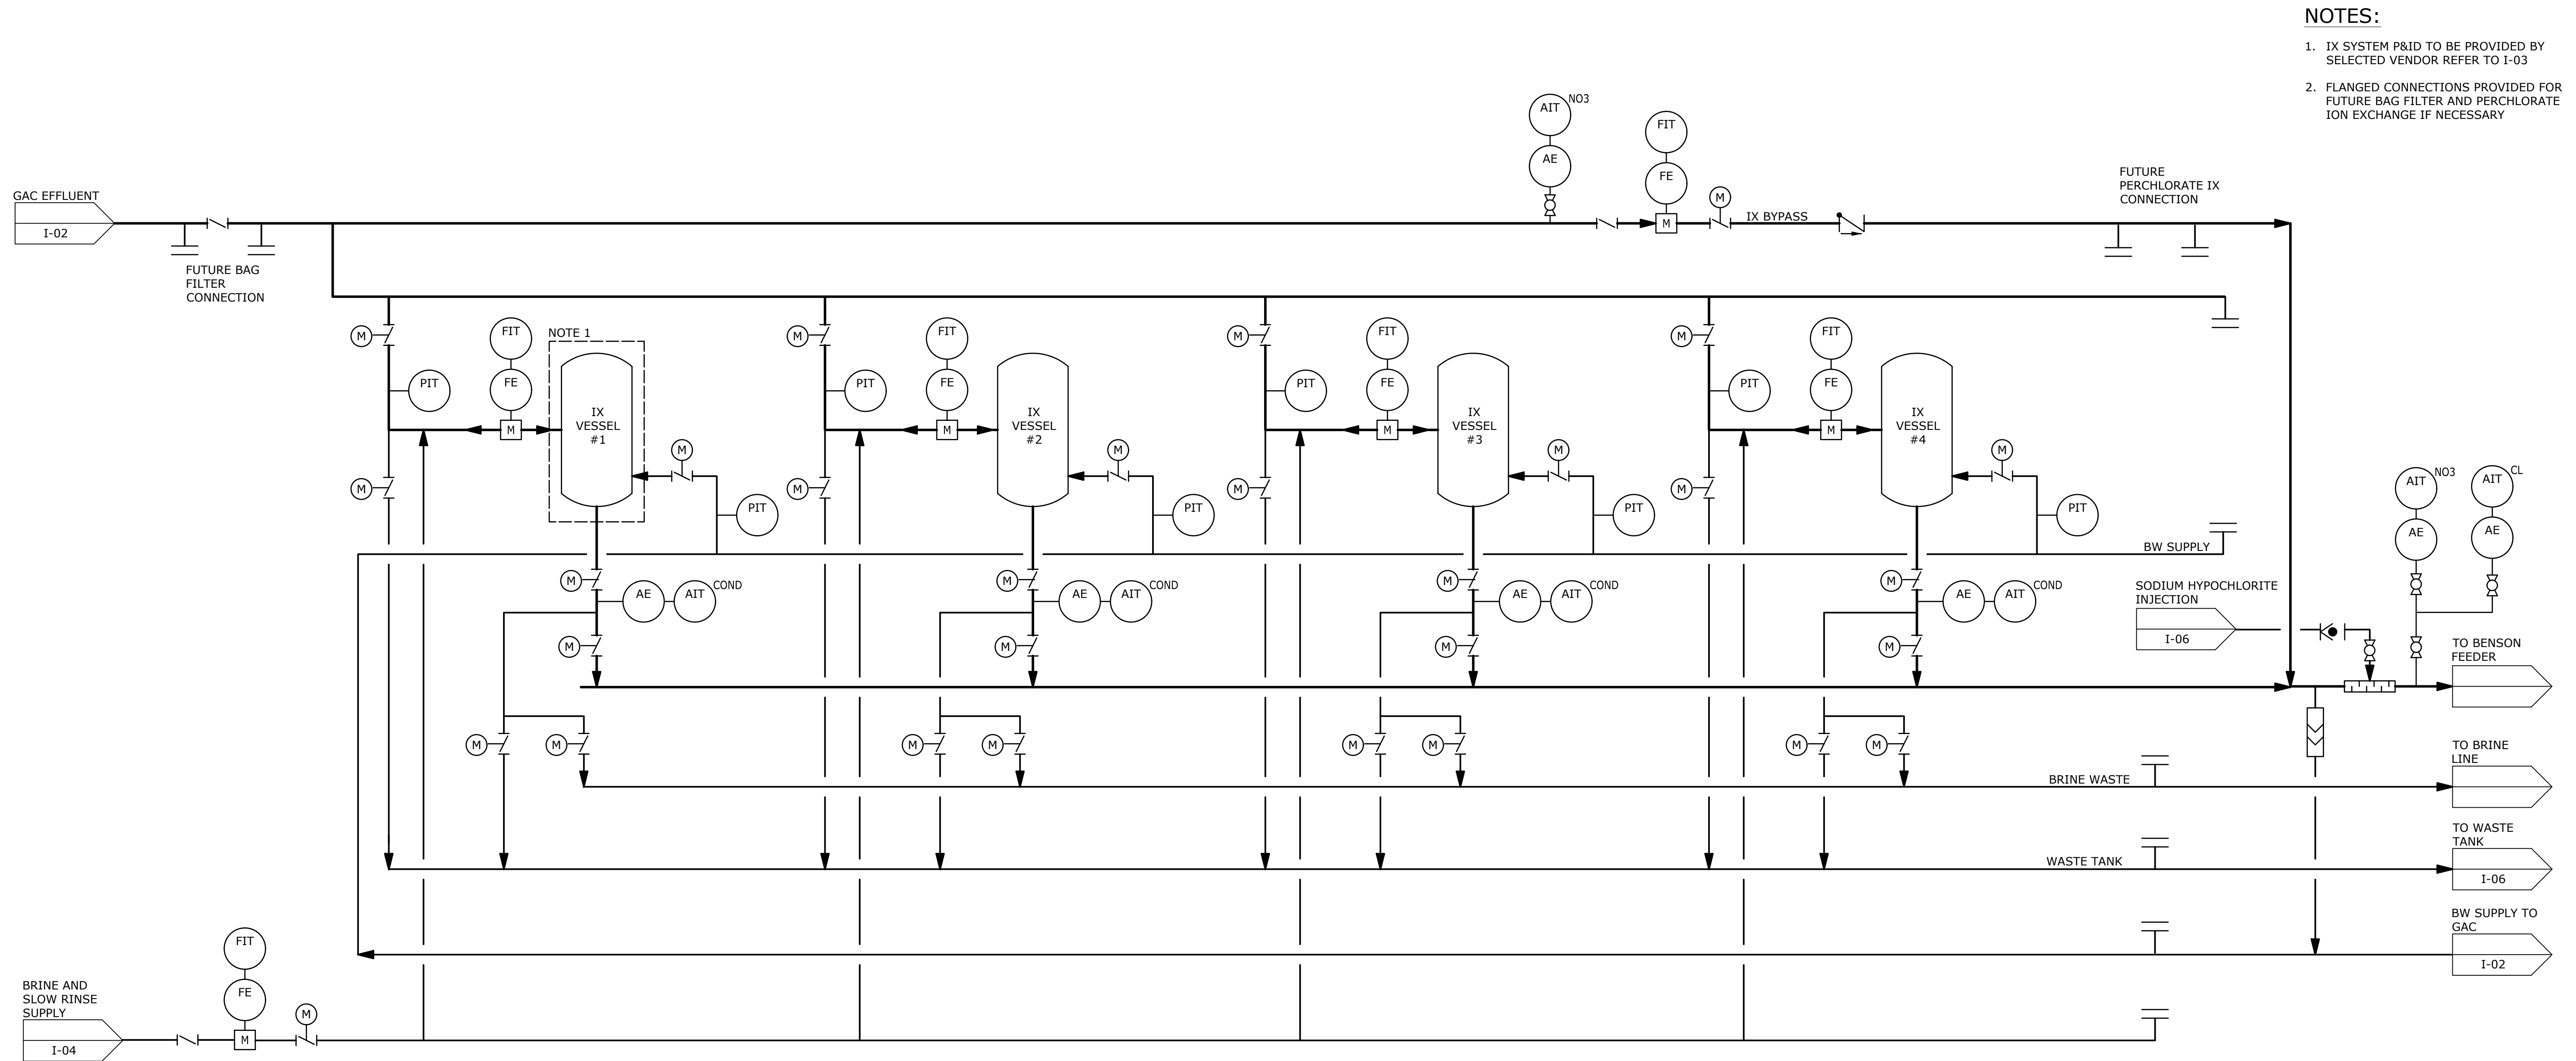 NOTES:
1. IX SYSTEM P&ID TO BE PROVIDED BY
SELECTED VENDOR REFER TO I-03
2. FLANGED CONNECTIONS PROVIDED FOR
FUTURE BAG FILTER AND PERCHLORATE
ION EXCHANGE IF NECESSARY
AIT NO3
AE
FIT
FE
M
M
IX BYPASS
FUTURE
PERCHLORATE IX
CONNECTION
GAC EFFLUENT
I-02
FUTURE BAG
FILTER
CONNECTION
M
PIT
FIT
FE
M
NOTE 1
IX
VESSEL
#1
M
M
PIT
M
PIT
FIT
FE
M
IX
VESSEL
#2
M
M
PIT
M
PIT
FIT
FE
M
IX
VESSEL
#3
M
M
PIT
M
PIT
FIT
FE
M
IX
VESSEL
#4
M
M
PIT
BW SUPPLY
M
AE
AIT COND
M
M
AE
AIT COND
M
M
AE
AIT COND
M
M
AE
AIT COND
M
AIT NO3
AE
AIT CL
AE
SODIUM HYPOCHLORITE
INJECTION
I-06
TO BENSON
FEEDER
M
M
M
M
M
M
M
M
BRINE WASTE
TO BRINE
LINE
WASTE TANK
TO WASTE
TANK
I-06
BW SUPPLY TO
GAC
I-02
FIT
FE
M
M
BRINE AND
SLOW RINSE
SUPPLY
I-04